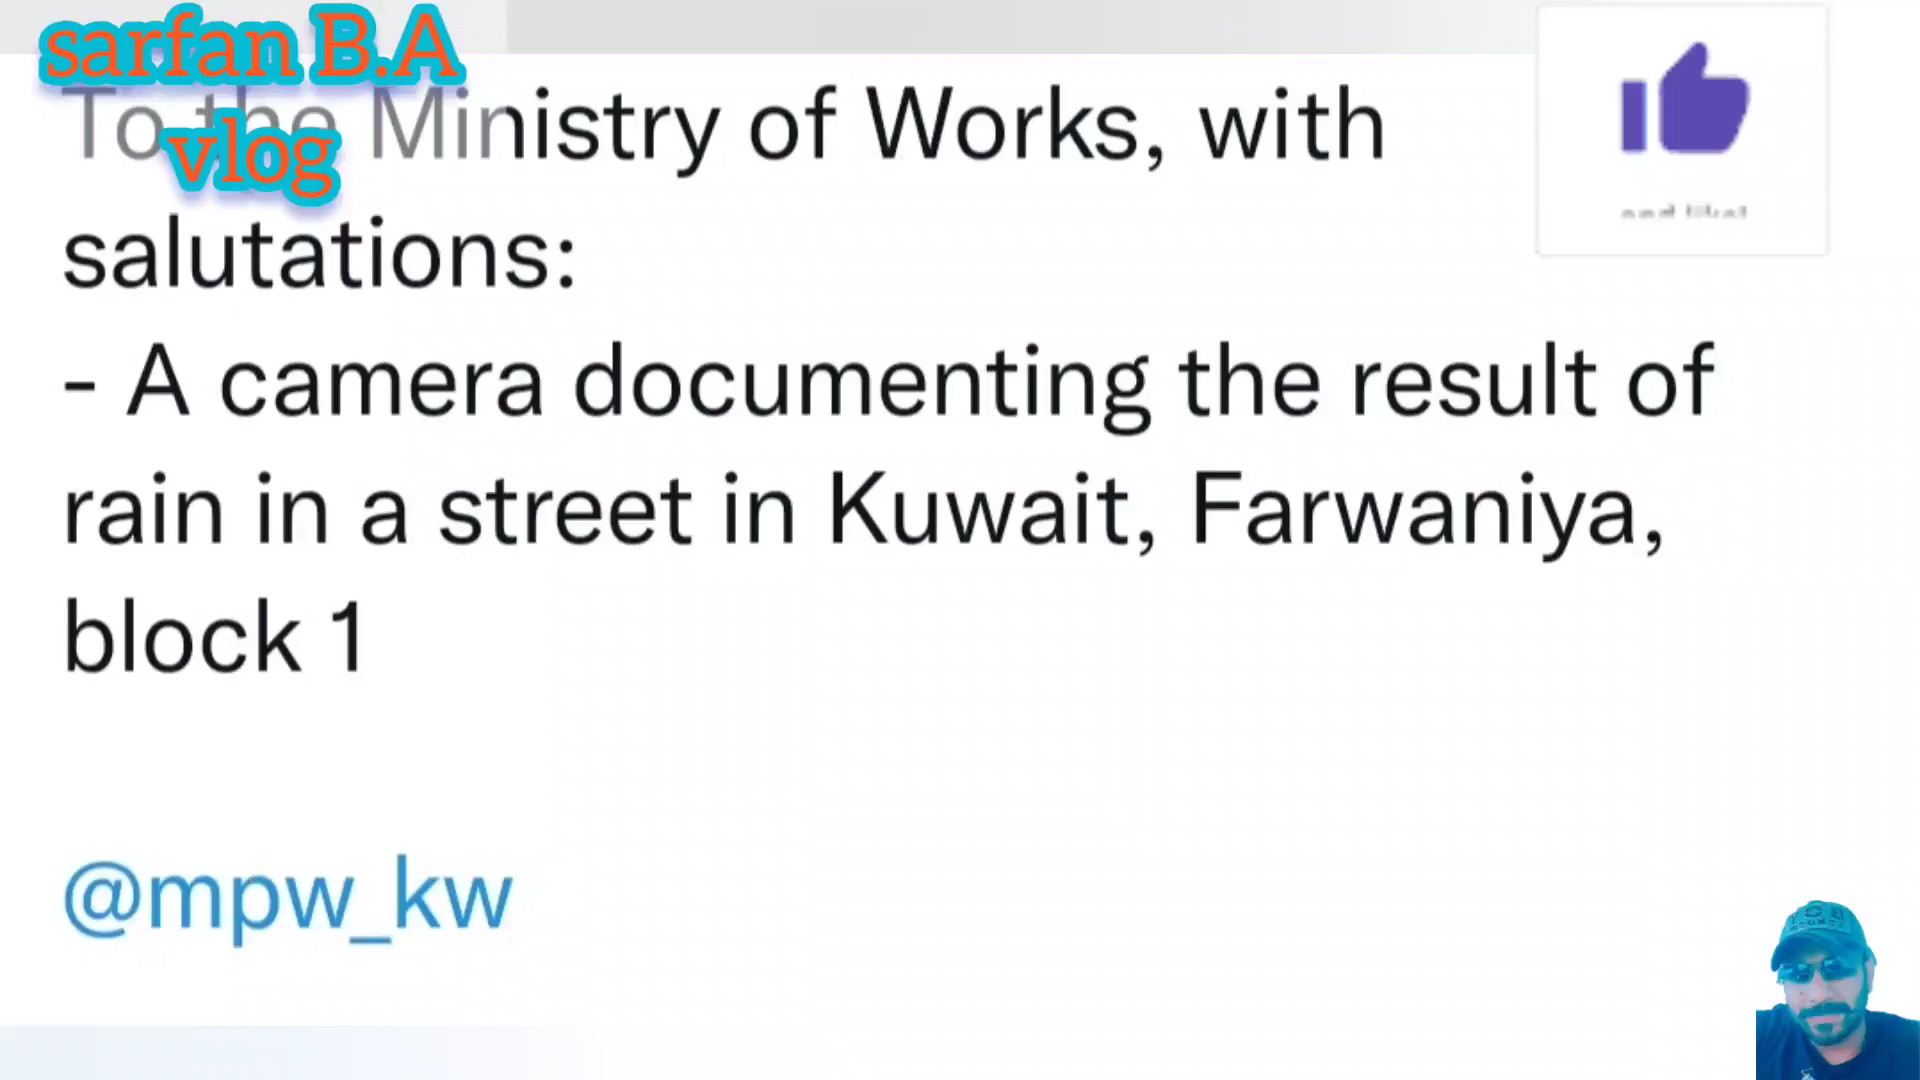 sarfan B.A
vlog
To the Ministry of Works, with
salutations:
- A camera documenting the result of
rain in a street in Kuwait, Farwaniya,
block 1
@mpw_kw